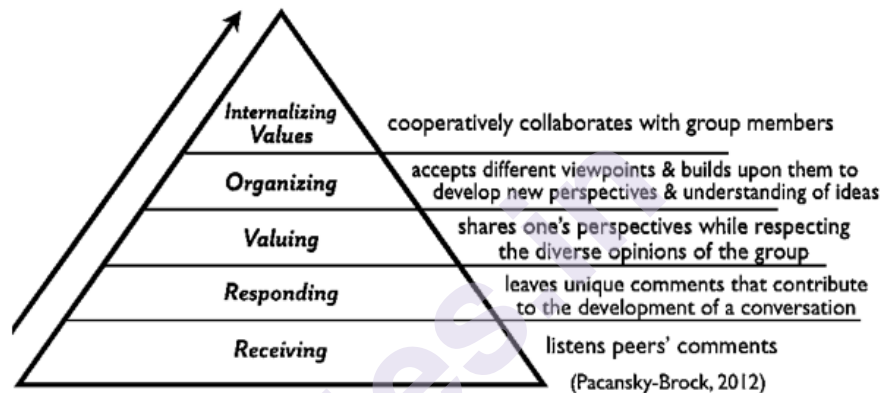 Internalizing
Values
cooperatively collaborates with group members
Organizing
accepts different viewpoints & builds upon them to
develop new perspectives & understanding of ideas
Valuing
shares one's perspectives while respecting
the diverse opinions of the group
Responding
leaves unique comments that contribute
to the development of a conversation
Receiving
listens peers' comments
(Pacansky-Brock, 2012)
es.in